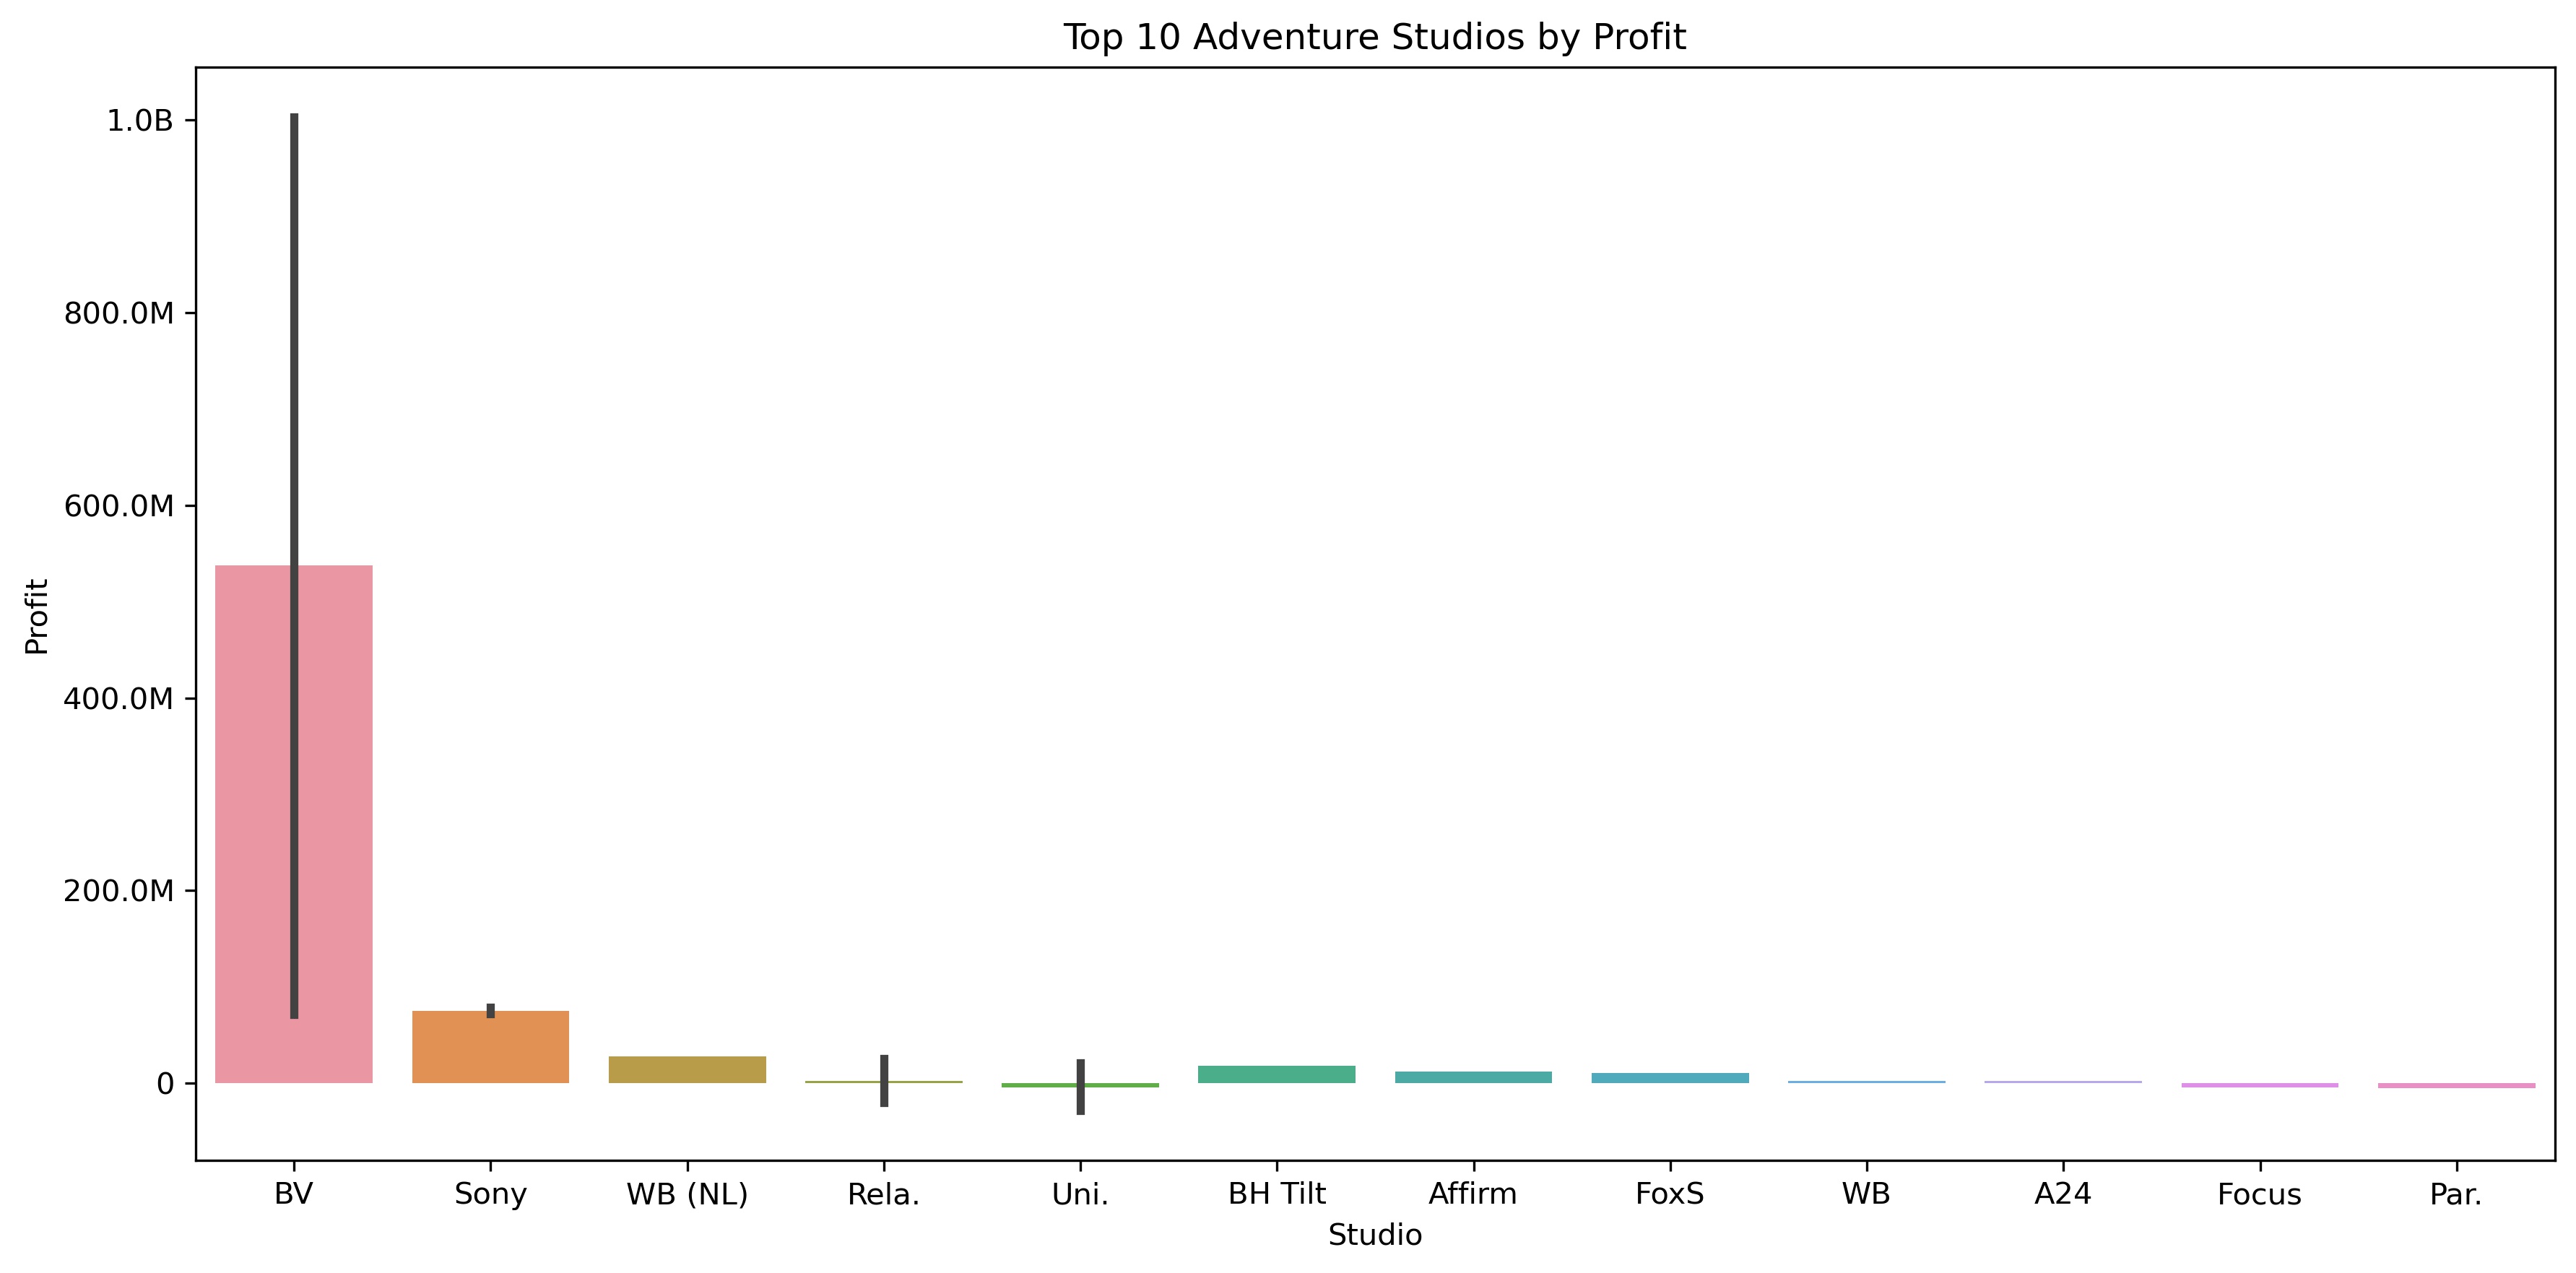 Top 10 Adventure Studios by Profit
1.0B
800.0M
600.0M
400.0M
200.0M
0
Profit
BV Sony WB (NL) Rela. Uni. BH Tilt Affirm FoxS WB A24 Focus Par.
Studio